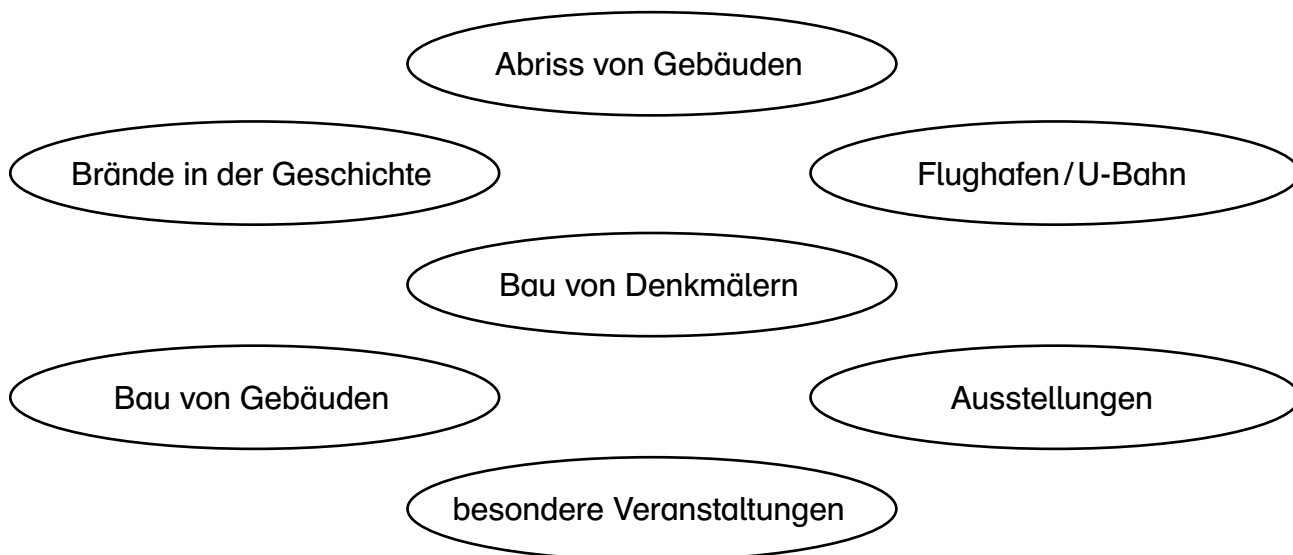 Abriss von Gebäuden
Brände in der Geschichte
Flughafen/U-Bahn
Bau von Denkmälern
Bau von Gebäuden
Ausstellungen
besondere Veranstaltungen